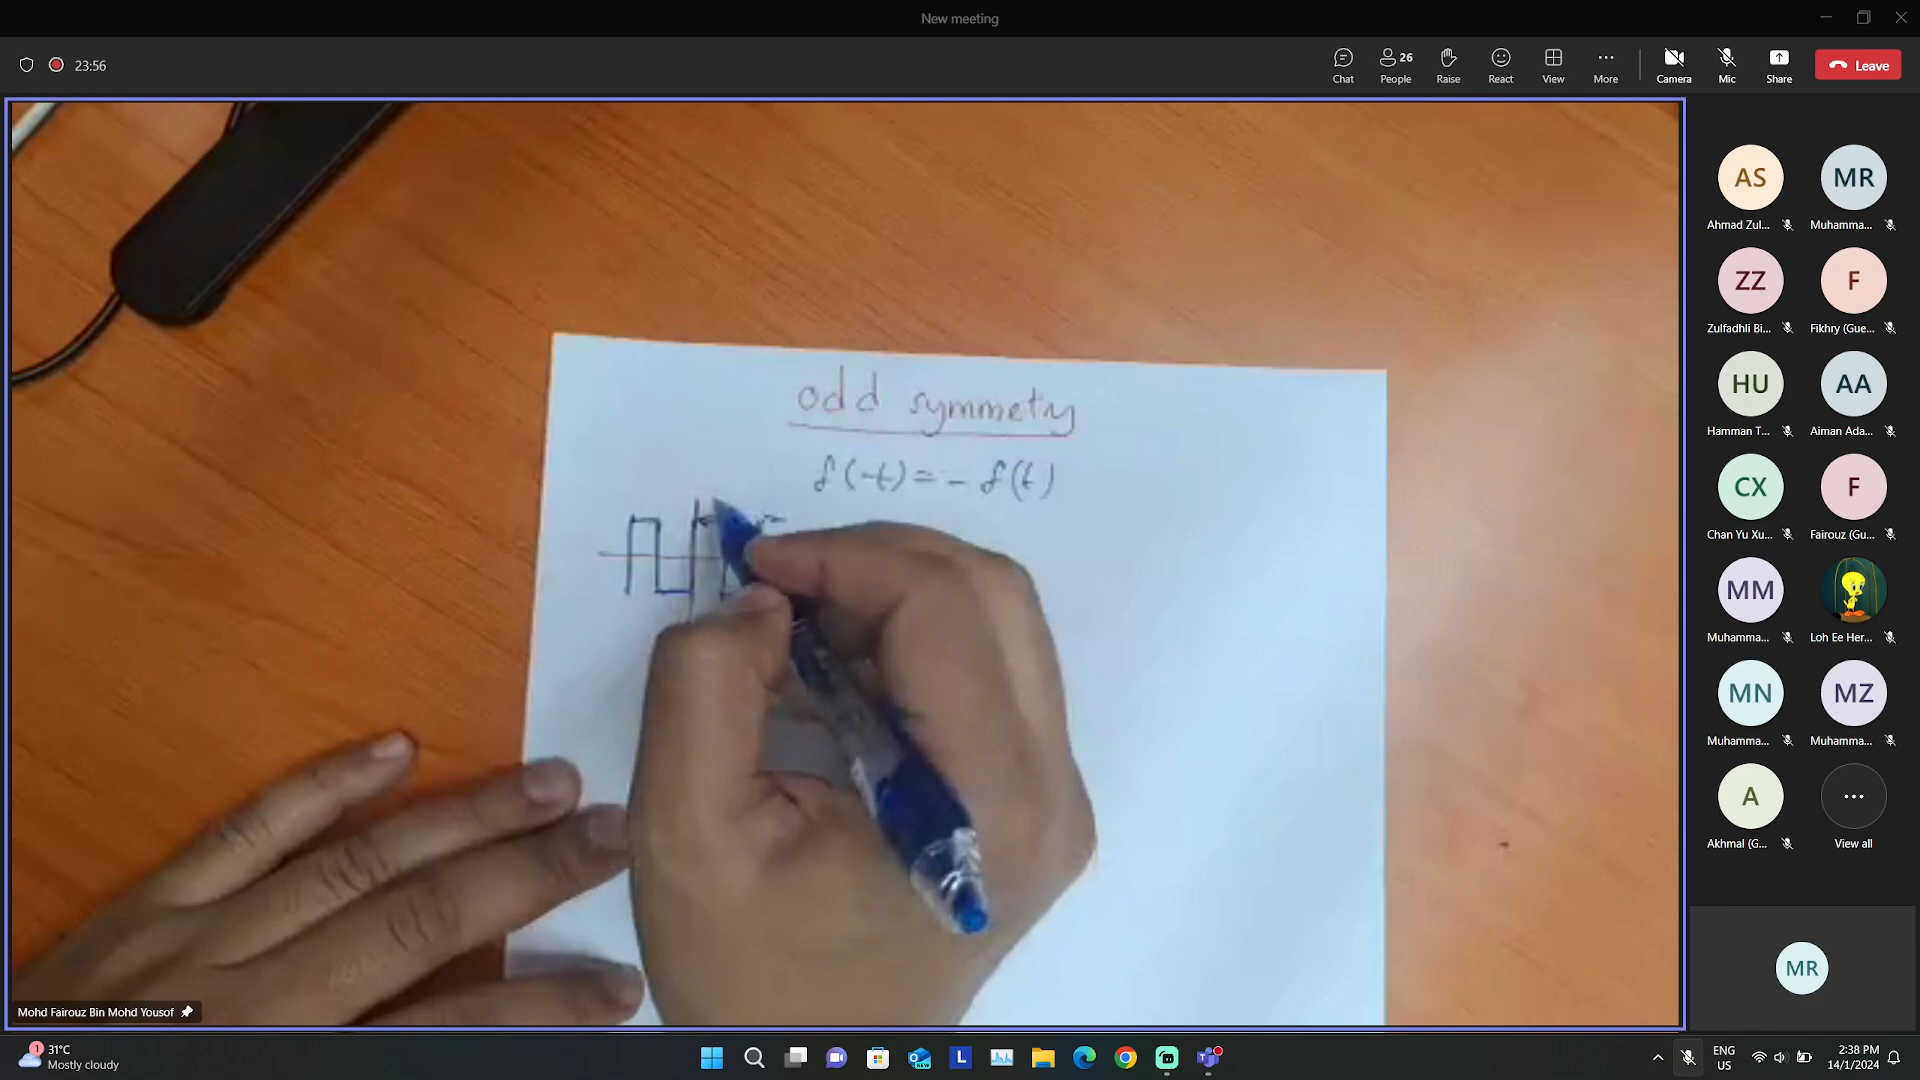 New meeting
23:56
Chat
26
People
Raise
React
View
More
Camera
Mic
Share
Leave
odd symmetry
f(-t) = - f(t)
AS
Ahmad Zul...
MR
Muhamma...
ZZ
Zulfadhli Bi...
F
Fikhry (Gue...
HU
Hamman T...
AA
Aiman Ada...
CX
Chan Yu Xu...
F
Fairouz (Gu...
MM
Muhamma...
Loh Ee Her...
MN
Muhamma...
MZ
Muhamma...
A
Akhmal (G...
View all
MR
Mohd Fairouz Bin Mohd Yousof
1
31°C
Mostly cloudy
NEW
L
ENG
US
2:38 PM
14/1/2024